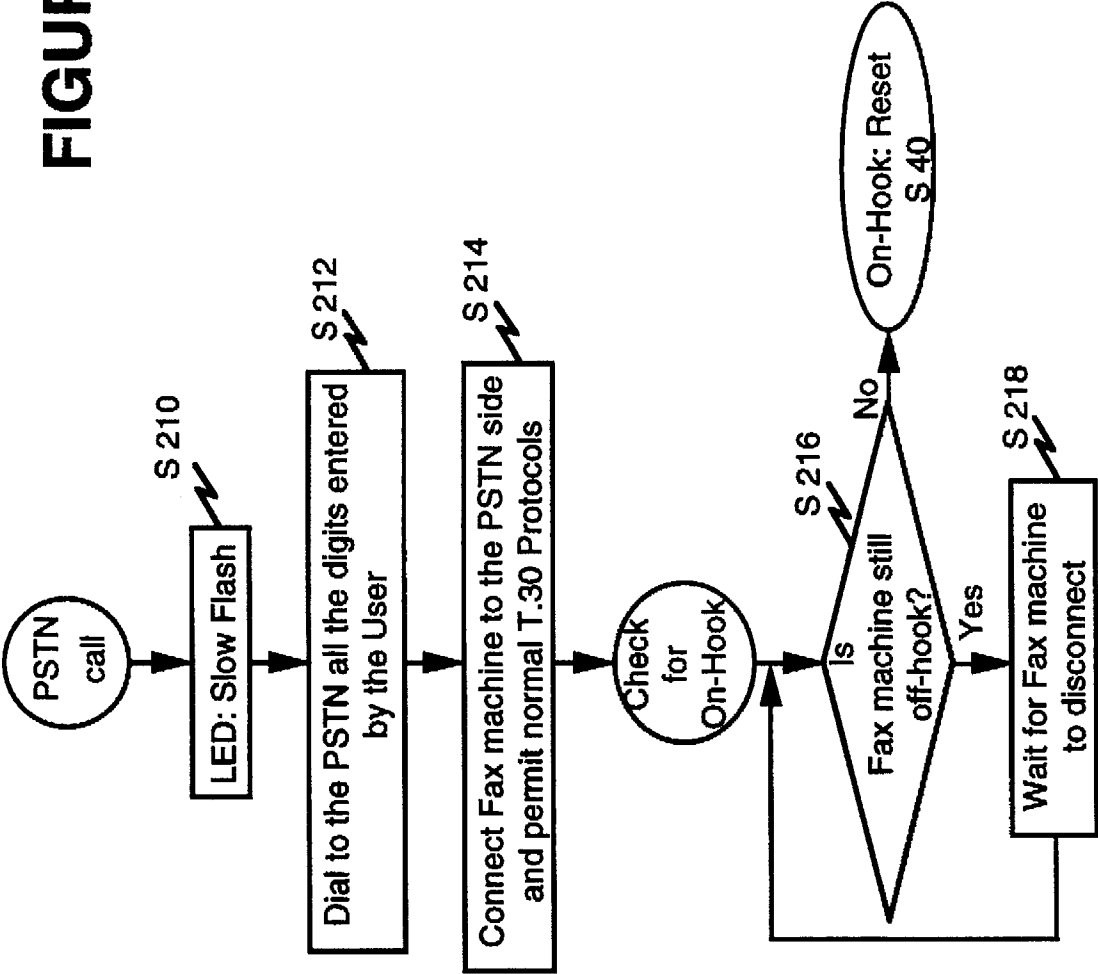 PSTN
call
S 210
LED: Slow Flash
S 212
Dial to the PSTN all the digits entered
by the User
S 214
Connect Fax machine to the PSTN side
and permit normal T.30 Protocols
Check
for
On-Hook
S 216
Is
Fax machine still
off-hook?
No
On-Hook: Reset
S 40
Yes
S 218
Wait for Fax machine
to disconnect